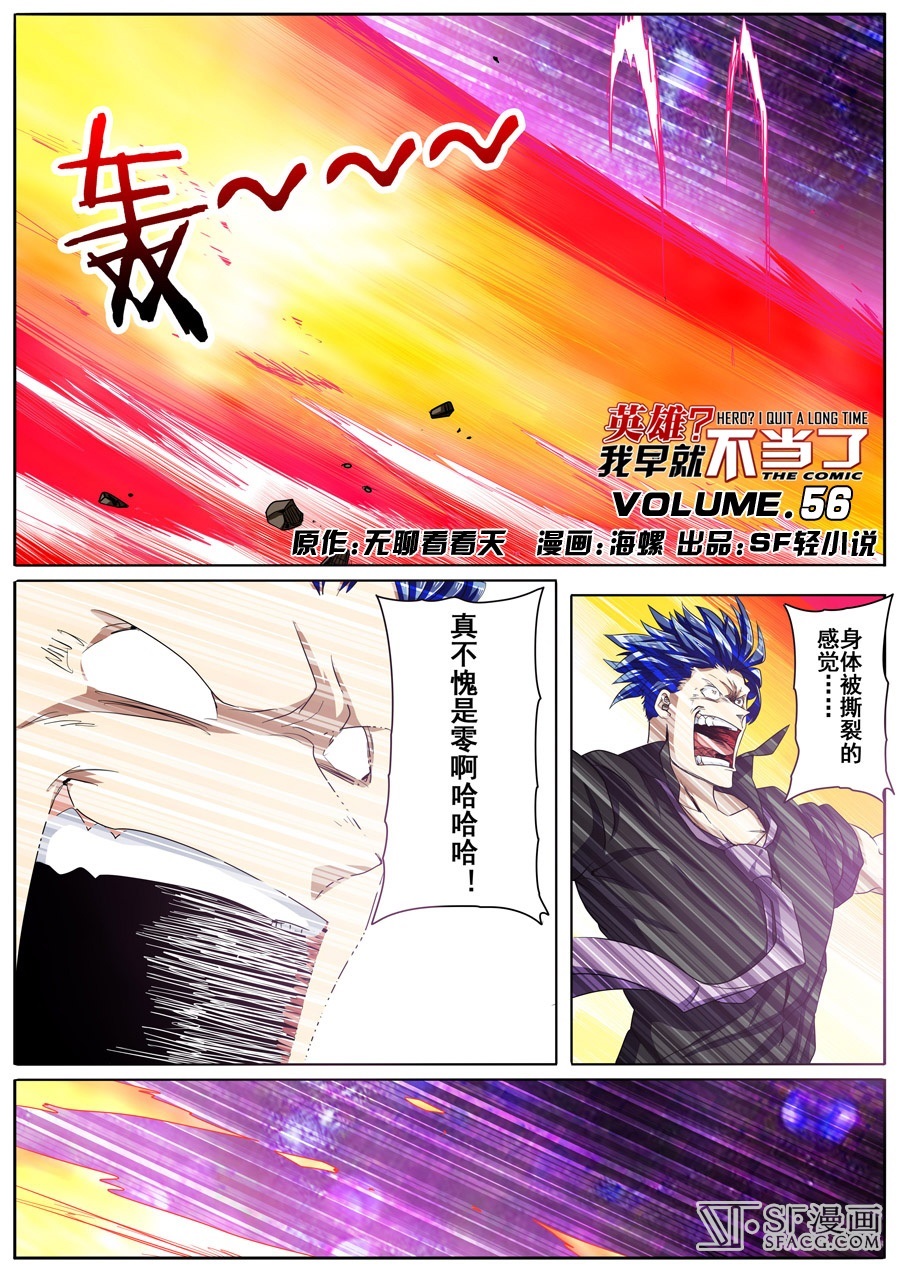 轰～～～
英雄？
HERO? I QUIT A LONG TIME
我早就不当了
THE COMIC
VOLUME.56
原作：无聊看看天 漫画：海螺 出品：SF轻小说
身体被撕裂的
感觉……
真不愧是零啊哈哈哈哈！
SF漫画
SFACG.COM